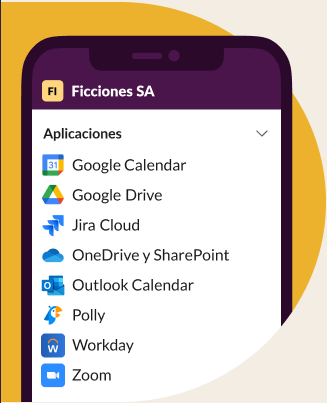 FI Ficciones SA
Aplicaciones
31 Google Calendar
Google Drive
Jira Cloud
OneDrive y SharePoint
O Outlook Calendar
Polly
W Workday
Zoom